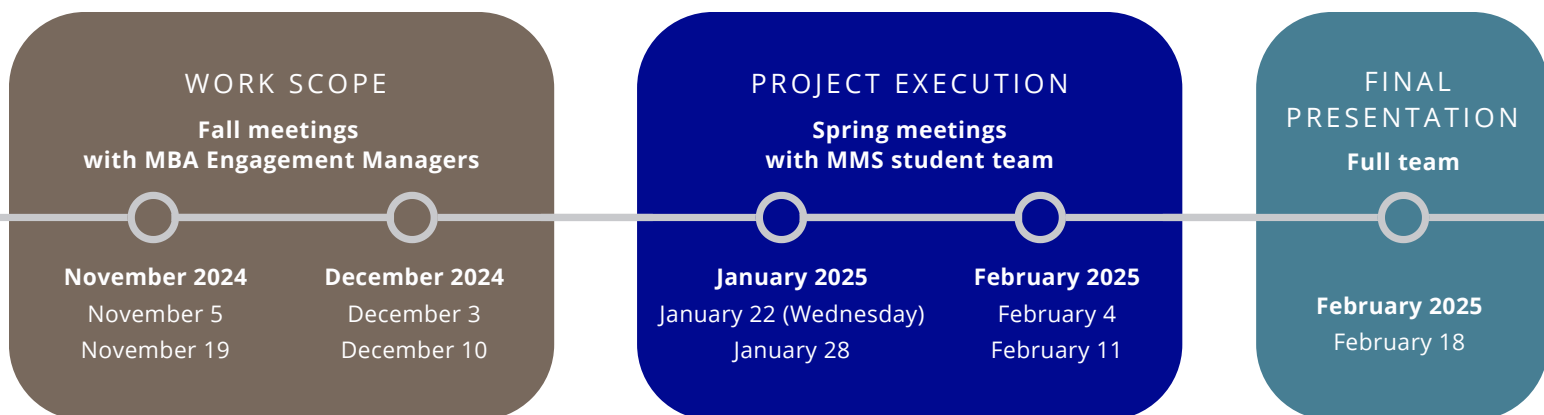 WORK SCOPE
Fall meetings
with MBA Engagement Managers
November 2024
November 5
November 19
December 2024
December 3
December 10
PROJECT EXECUTION
Spring meetings
with MMS student team
January 2025
January 22 (Wednesday)
January 28
February 2025
February 4
February 11
FINAL
PRESENTATION
Full team
February 2025
February 18